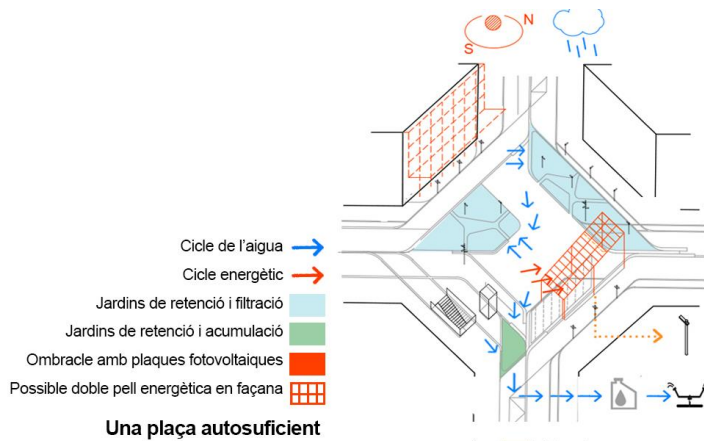 N
S
Cicle de l'aigua
Cicle energètic
Jardins de retenció i filtració
Jardins de retenció i acumulació
Ombracle amb plaques fotovoltaiques
Possible doble pell energètica en façana
Una plaça autosuficient